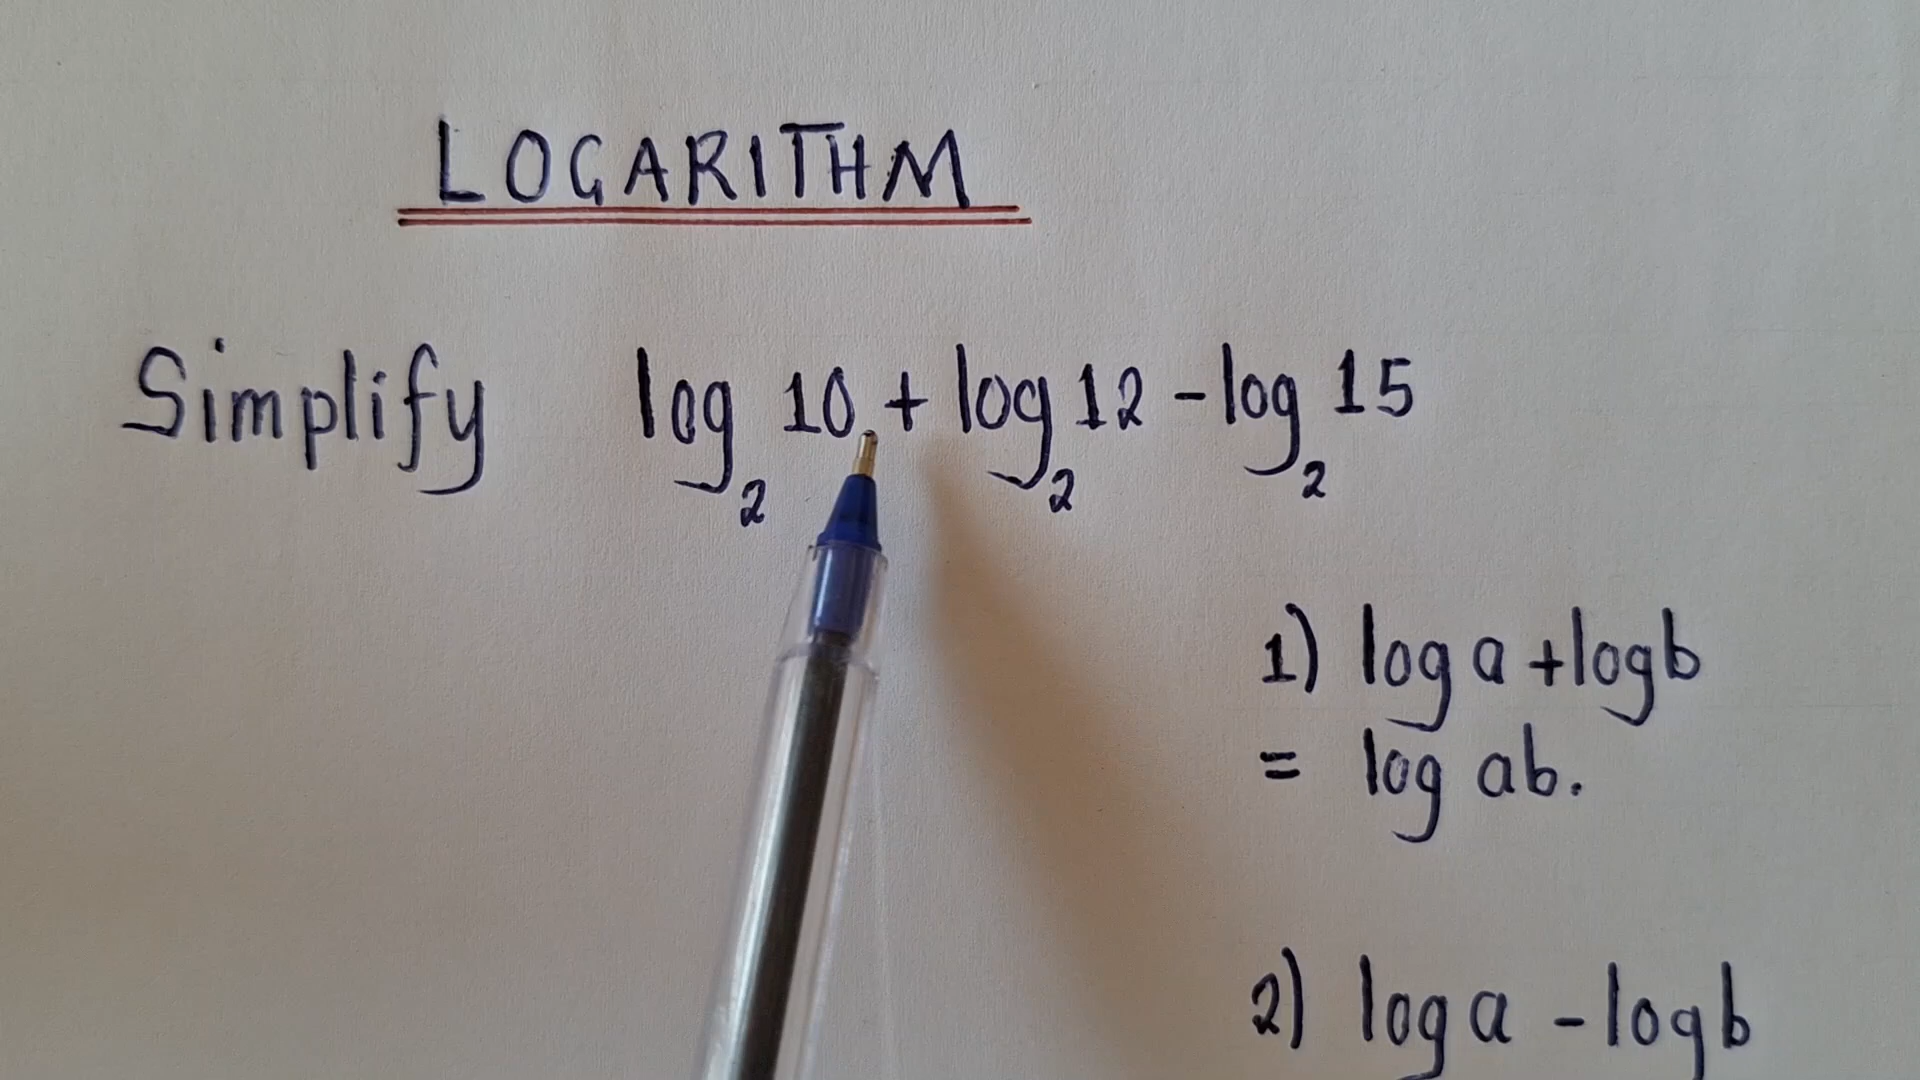 LOGARITHM
Simplify log₂ 10 + log₂ 12 - log₂ 15
1) log a + log b
= log ab.
2) log a - log b